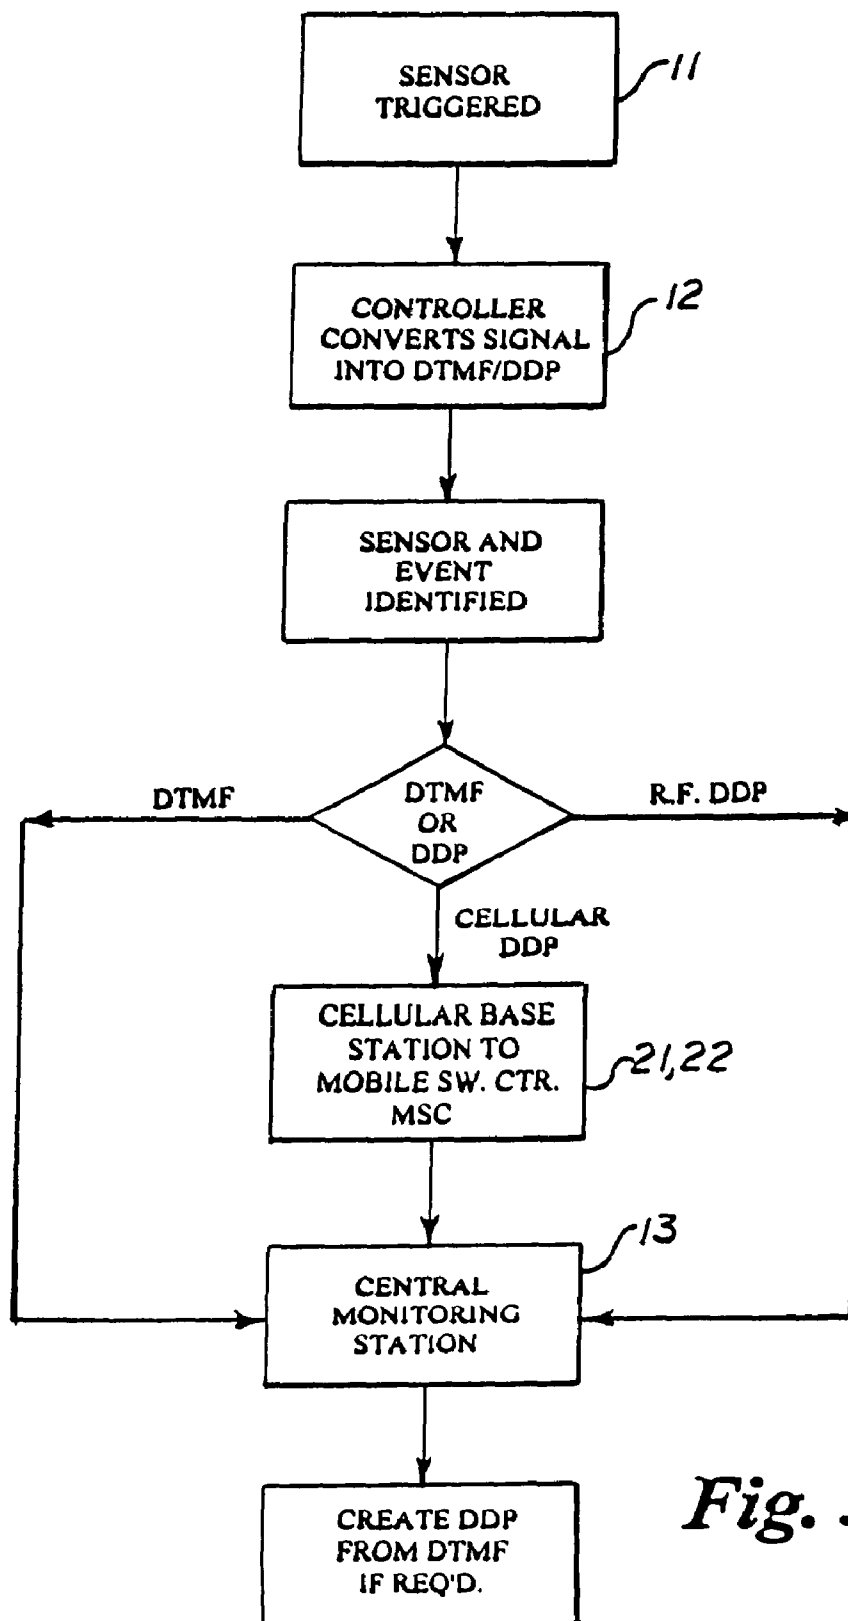 SENSOR
TRIGGERED
11
CONTROLLER
CONVERTS SIGNAL
INTO DTMF/DDP
12
SENSOR AND
EVENT
IDENTIFIED
DTMF
DTMF
OR
DDP
R.F. DDP
CELLULAR
DDP
CELLULAR BASE
STATION TO
MOBILE SW. CTR.
MSC
21,22
13
CENTRAL
MONITORING
STATION
CREATE DDP
FROM DTMF
IF REQ'D.
Fig.